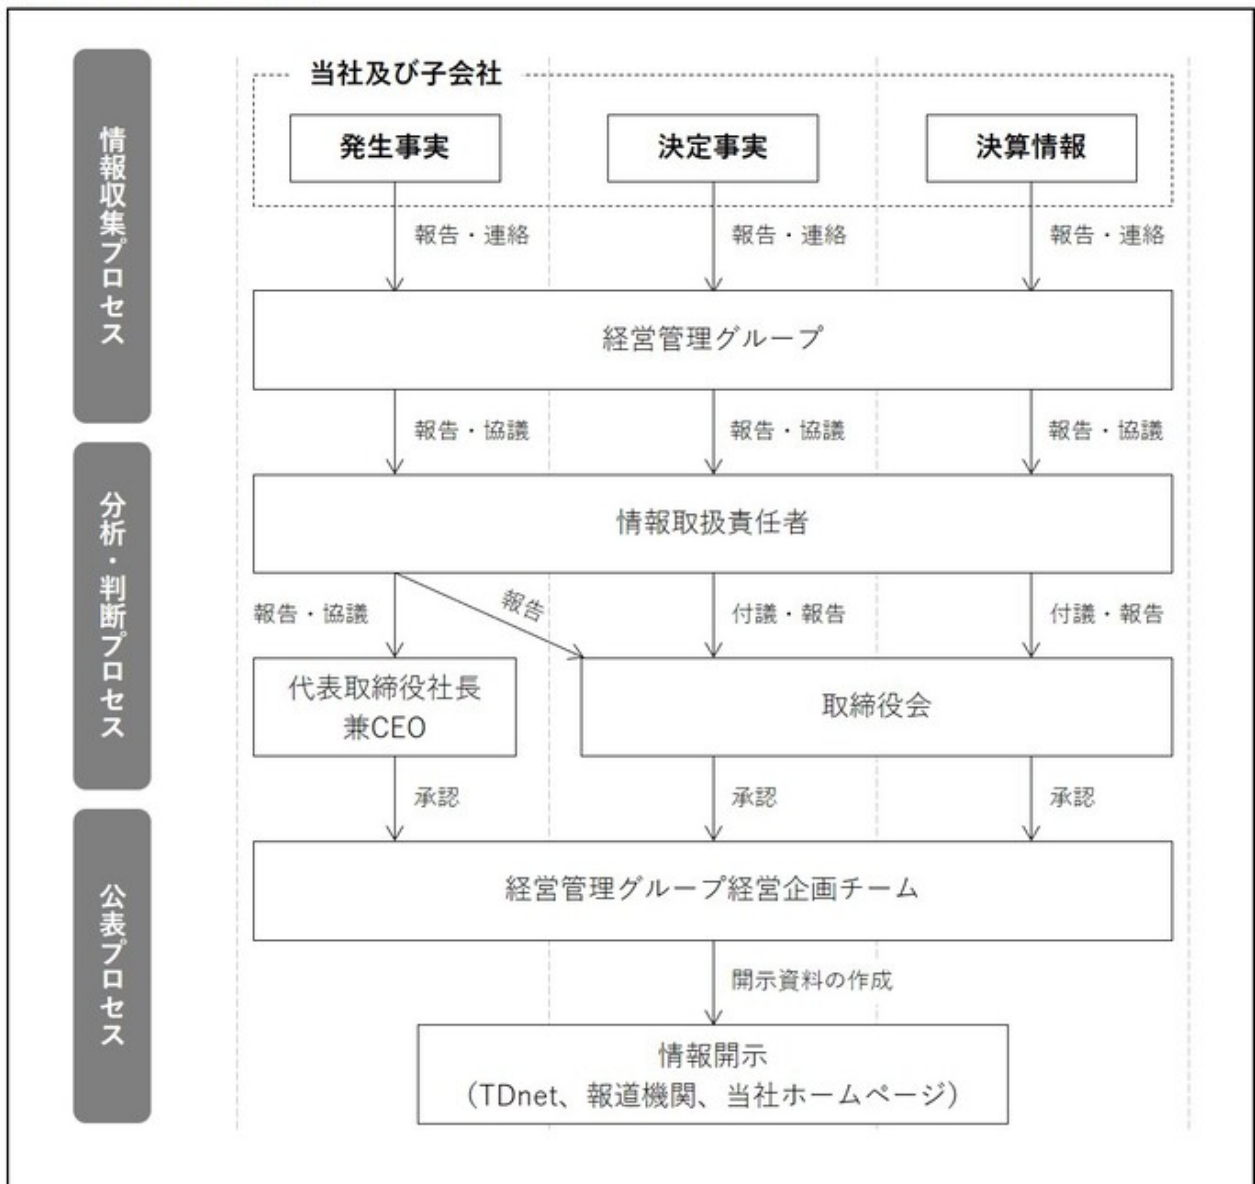 情報収集プロセス
当社及び子会社
発生事実
決定事実
決算情報
報告・連絡
報告・連絡
報告・連絡
経営管理グループ
報告・協議
報告・協議
報告・協議
分析・判断プロセス
情報取扱責任者
報告・協議
報告
付議・報告
付議・報告
代表取締役社長
兼CEO
取締役会
承認
承認
承認
公表プロセス
経営管理グループ経営企画チーム
開示資料の作成
情報開示
（TDnet、報道機関、当社ホームページ）